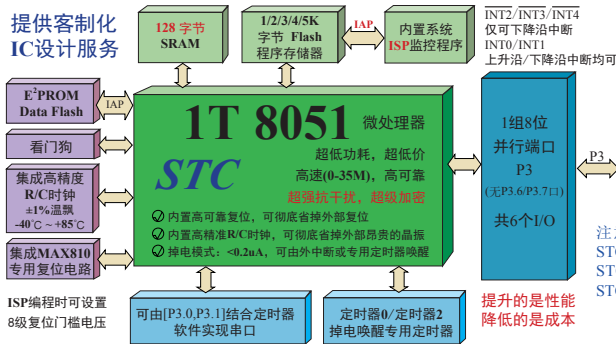 提供客制化
IC设计服务
128 字节
SRAM
1/2/3/4/5K
字节 Flash
程序存储器
IAP
内置系统
ISP监控程序
INT2/INT3/INT4
仅可下降沿中断
INT0/INT1
上升沿/下降沿中断均可
E²PROM
Data Flash
IAP
看门狗
集成高精度
R/C时钟
±1%温飘
-40℃～+85℃
集成MAX810
专用复位电路
ISP编程时可设置
8级复位门槛电压
1T 8051 微处理器
STC
超低功耗，超低价
高速(0-35M)，高可靠
超强抗干扰，超级加密
内置高可靠复位，可彻底省掉外部复位
内置高精准R/C时钟，可彻底省掉外部昂贵的晶振
掉电模式：<0.2uA，可由外中断或专用定时器唤醒
1组8位
并行端口
P3
(无P3.6/P3.7口)
共6个I/O
P3
可由[P3.0,P3.1]结合定时器
软件实现串口
定时器0/定时器2
掉电唤醒专用定时器
提升的是性能
降低的是成本
注
STC
ST
STC